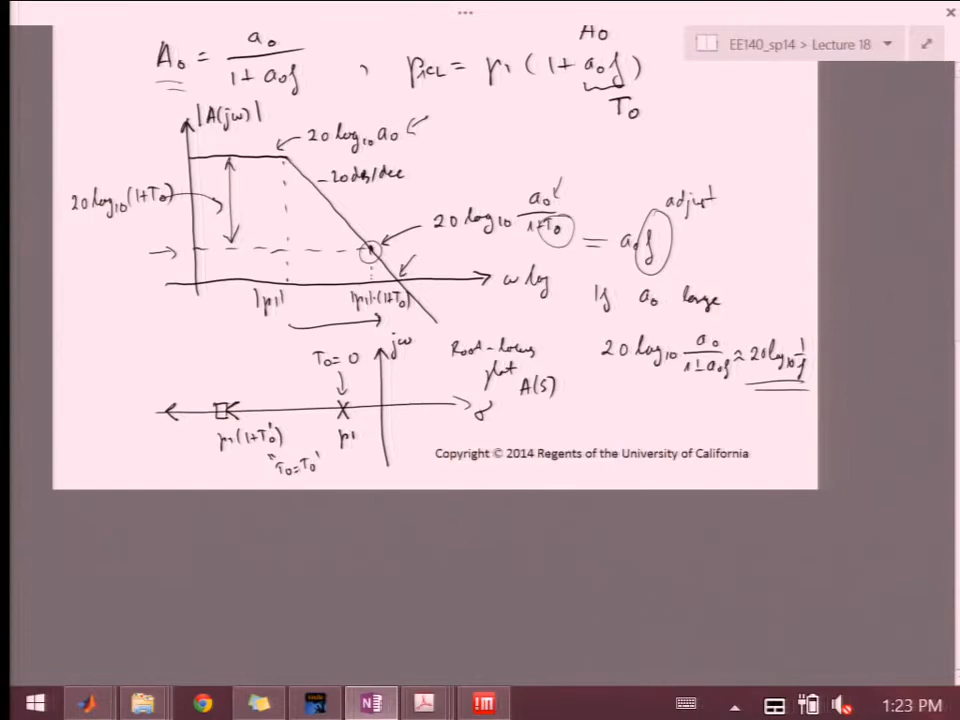 EE140_sp14 > Lecture 18
A₀ = a₀ / (1 + a₀f) , p₁CL = p₁ (1 + a₀f)
A₀
T₀
|A(jω)|
20 log₁₀ a₀
-20db/dec
20 log₁₀ (1+T₀)
20 log₁₀ a₀ / (1+T₀) = a₀f
adjust
ω log
|p₁| |p₁|·(1+T₀)
If a₀ large
20 log₁₀ a₀ / (1+a₀f) ≈ 20 log₁₀ 1/f
T₀ = 0 jω
Root-locus
plot
A(s)
σ
p₁(1+T₀') p₁
T₀=T₀'
Copyright © 2014 Regents of the University of California
1:23 PM